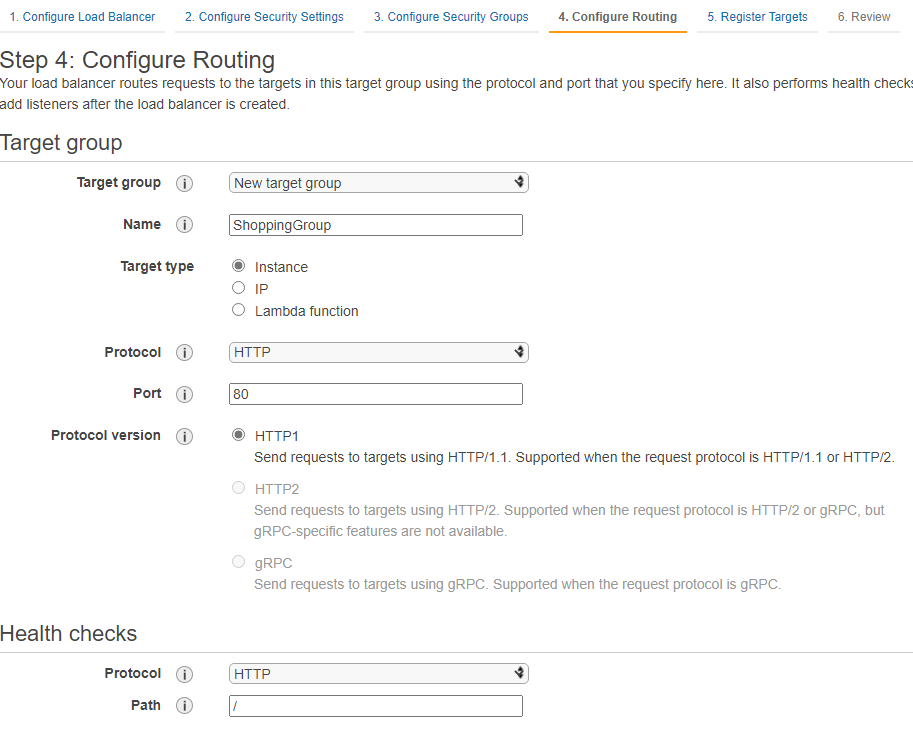 1. Configure Load Balancer 2. Configure Security Settings 3. Configure Security Groups 4. Configure Routing 5. Register Targets 6. Review
Step 4: Configure Routing
Your load balancer routes requests to the targets in this target group using the protocol and port that you specify here. It also performs health checks
add listeners after the load balancer is created.
Target group
Target group i New target group
Name i ShoppingGroup
Target type Instance
IP
Lambda function
Protocol i HTTP
Port i 80
Protocol version i HTTP1
Send requests to targets using HTTP/1.1. Supported when the request protocol is HTTP/1.1 or HTTP/2.
HTTP2
Send requests to targets using HTTP/2. Supported when the request protocol is HTTP/2 or gRPC, but
gRPC-specific features are not available.
gRPC
Send requests to targets using gRPC. Supported when the request protocol is gRPC.
Health checks
Protocol i HTTP
Path i /